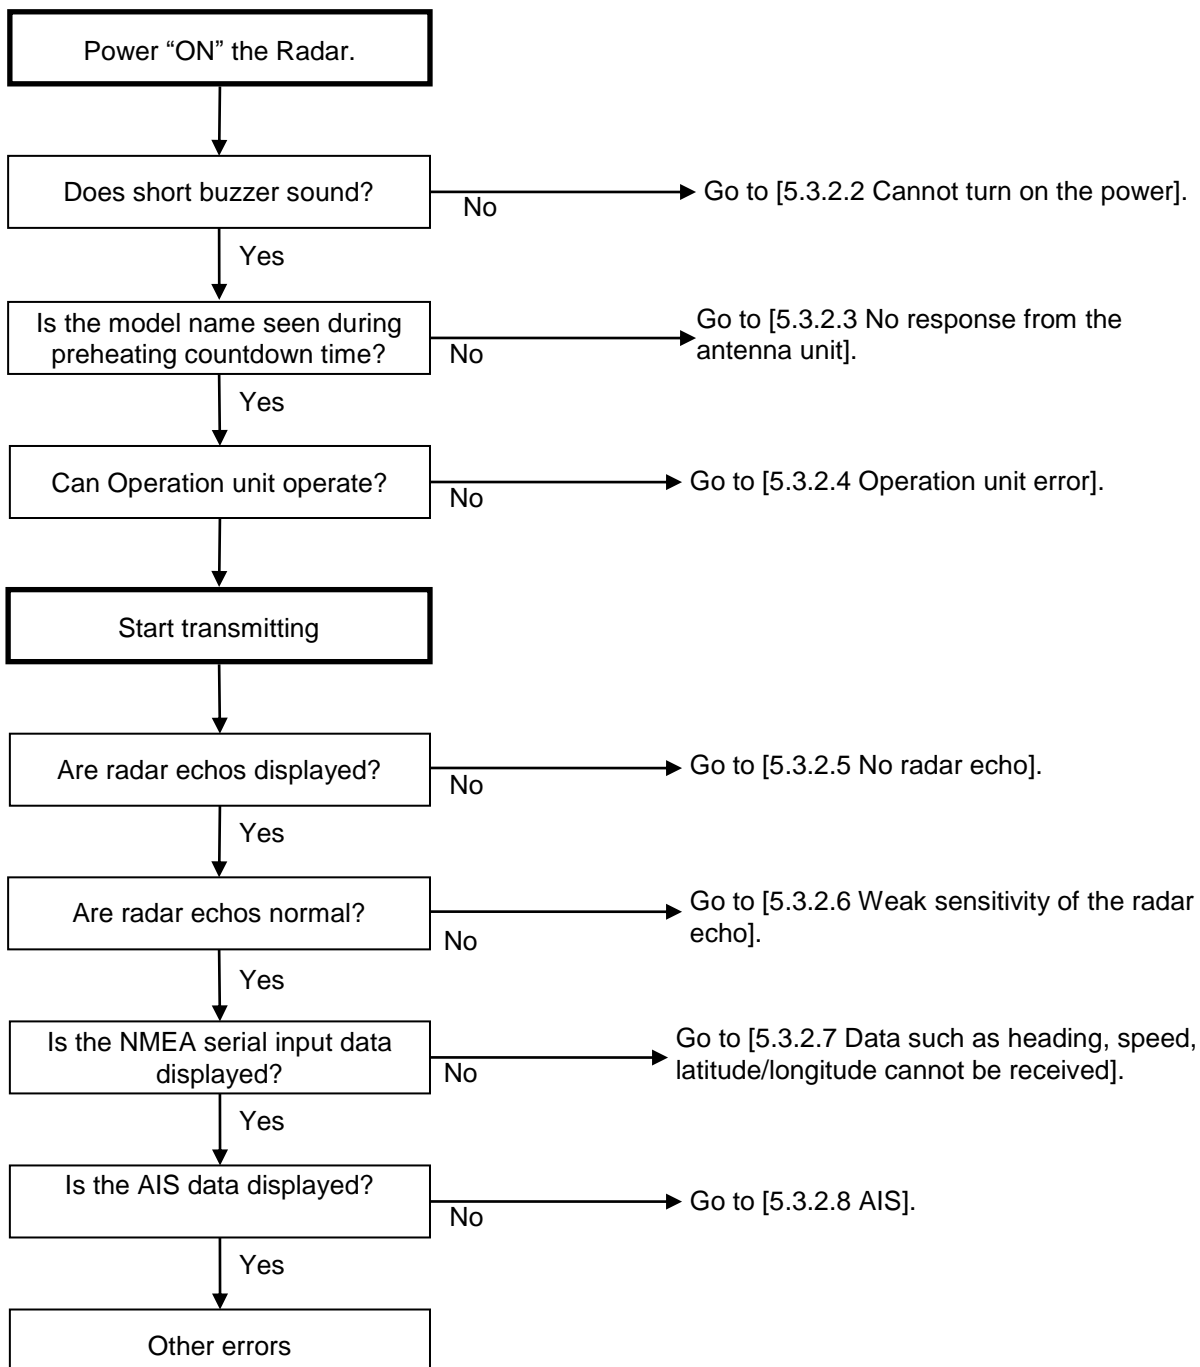 Power “ON” the Radar.
Does short buzzer sound?
No
Go to [5.3.2.2 Cannot turn on the power].
Yes
Is the model name seen during
preheating countdown time?
No
Go to [5.3.2.3 No response from the
antenna unit].
Yes
Can Operation unit operate?
No
Go to [5.3.2.4 Operation unit error].
Start transmitting
Are radar echos displayed?
No
Go to [5.3.2.5 No radar echo].
Yes
Are radar echos normal?
No
Go to [5.3.2.6 Weak sensitivity of the radar
echo].
Yes
Is the NMEA serial input data
displayed?
No
Go to [5.3.2.7 Data such as heading, speed,
latitude/longitude cannot be received].
Yes
Is the AIS data displayed?
No
Go to [5.3.2.8 AIS].
Yes
Other errors